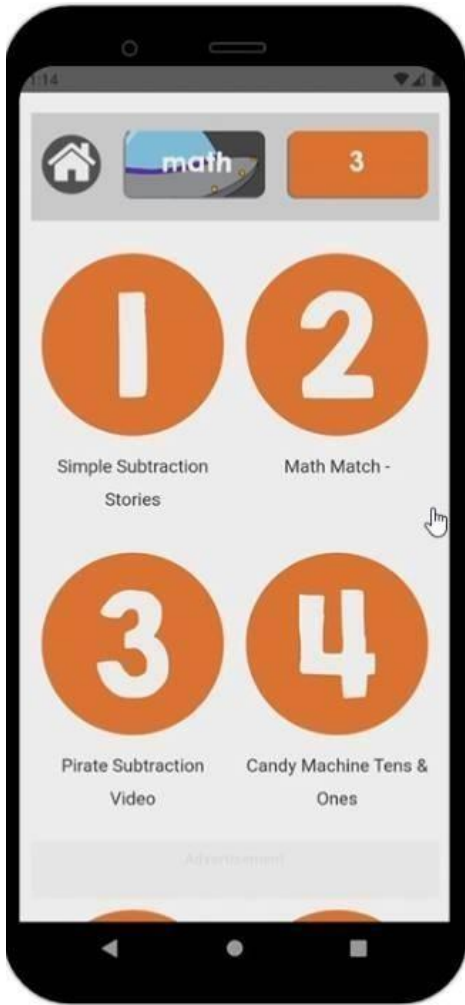 1:14
math
3
1
2
Simple Subtraction
Stories
Math Match -
3
4
Pirate Subtraction
Video
Candy Machine Tens &
Ones
Advertisement